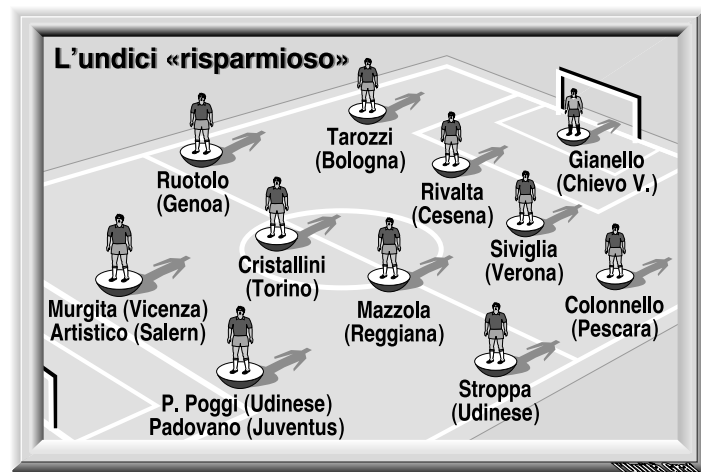 L'undici «risparmioso»
Tarozzi
(Bologna)
Gianello
(Chievo V.)
Ruotolo
(Genoa)
Rivalta
(Cesena)
Siviglia
(Verona)
Cristallini
(Torino)
Colonnello
(Pescara)
Murgita (Vicenza)
Artistico (Salern)
Mazzola
(Reggiana)
Stroppa
(Udinese)
P. Poggi (Udinese)
Padovano (Juventus)